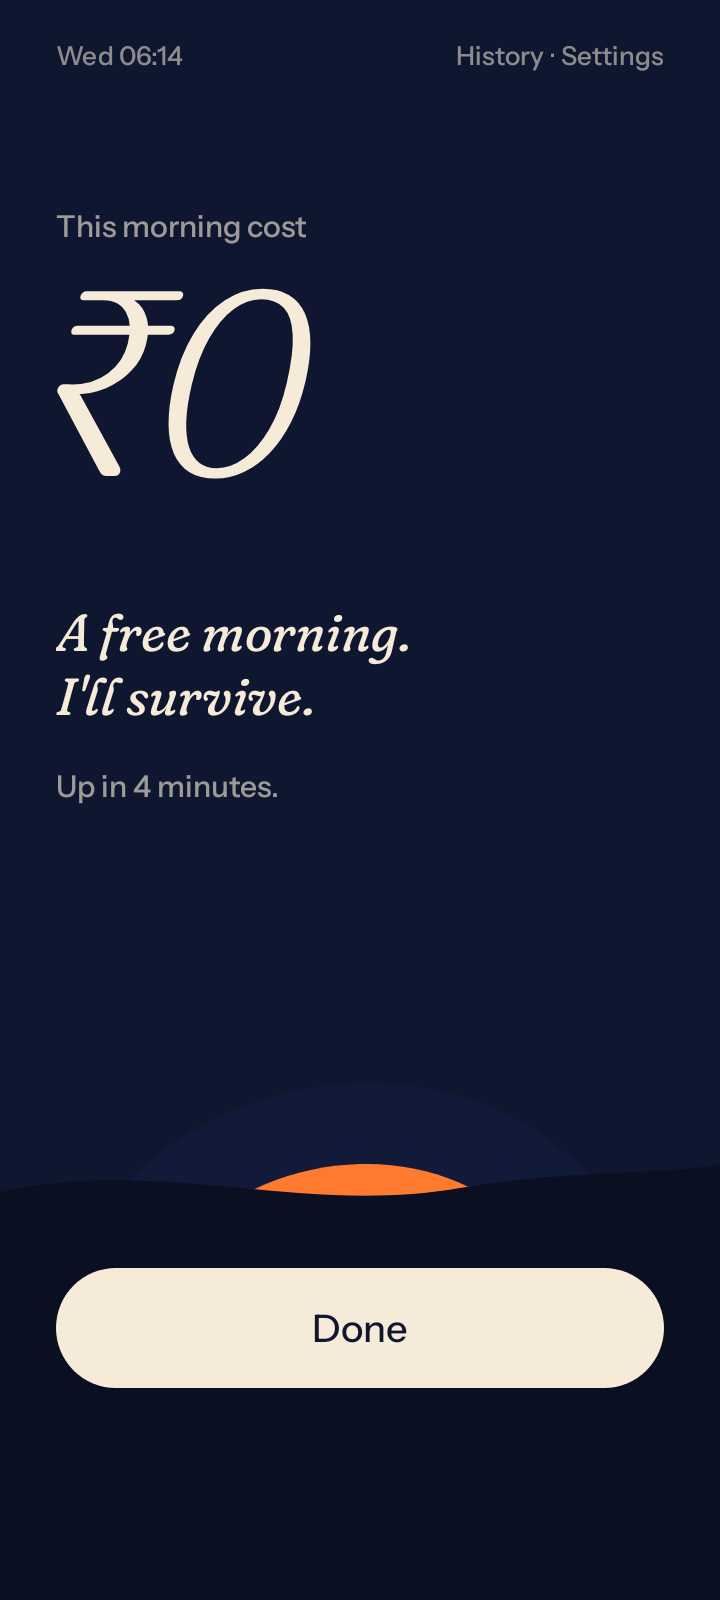 Wed 06:14
History · Settings
This morning cost
₹0
A free morning.
I'll survive.
Up in 4 minutes.
Done